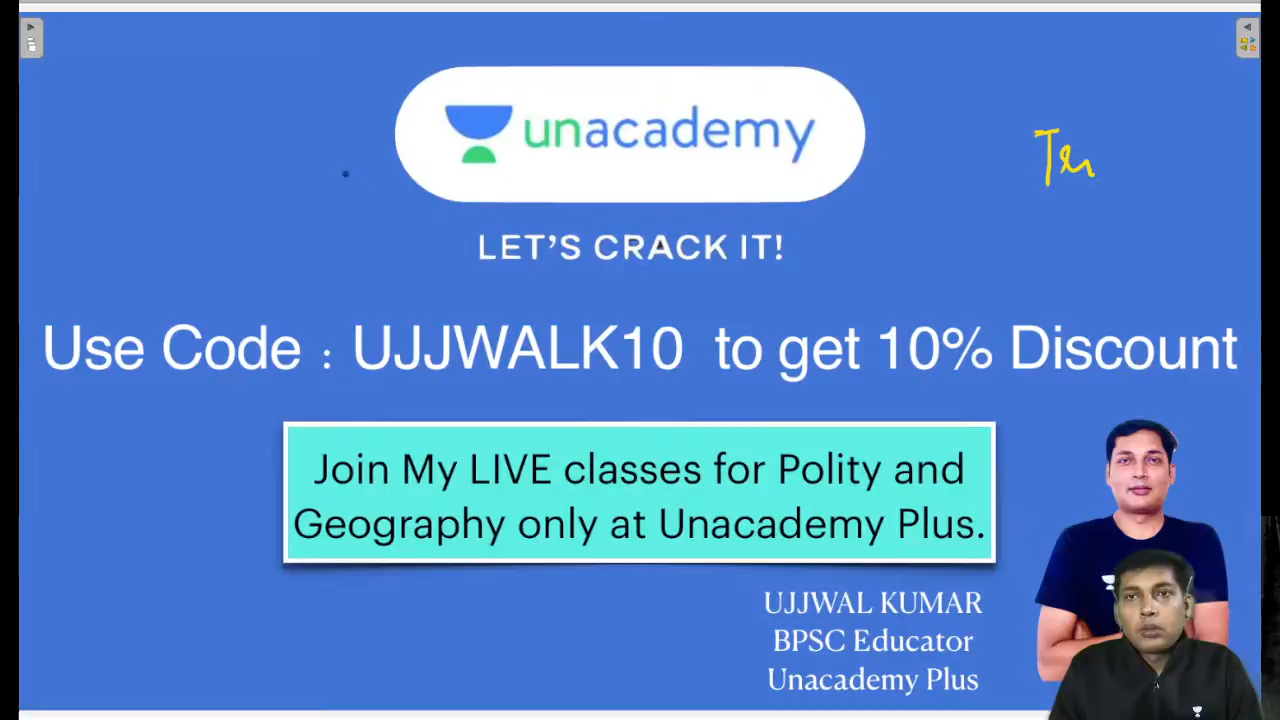 unacademy
LET'S CRACK IT!
Use Code : UJJWALK10 to get 10% Discount
Join My LIVE classes for Polity and
Geography only at Unacademy Plus.
UJJWAL KUMAR
BPSC Educator
Unacademy Plus